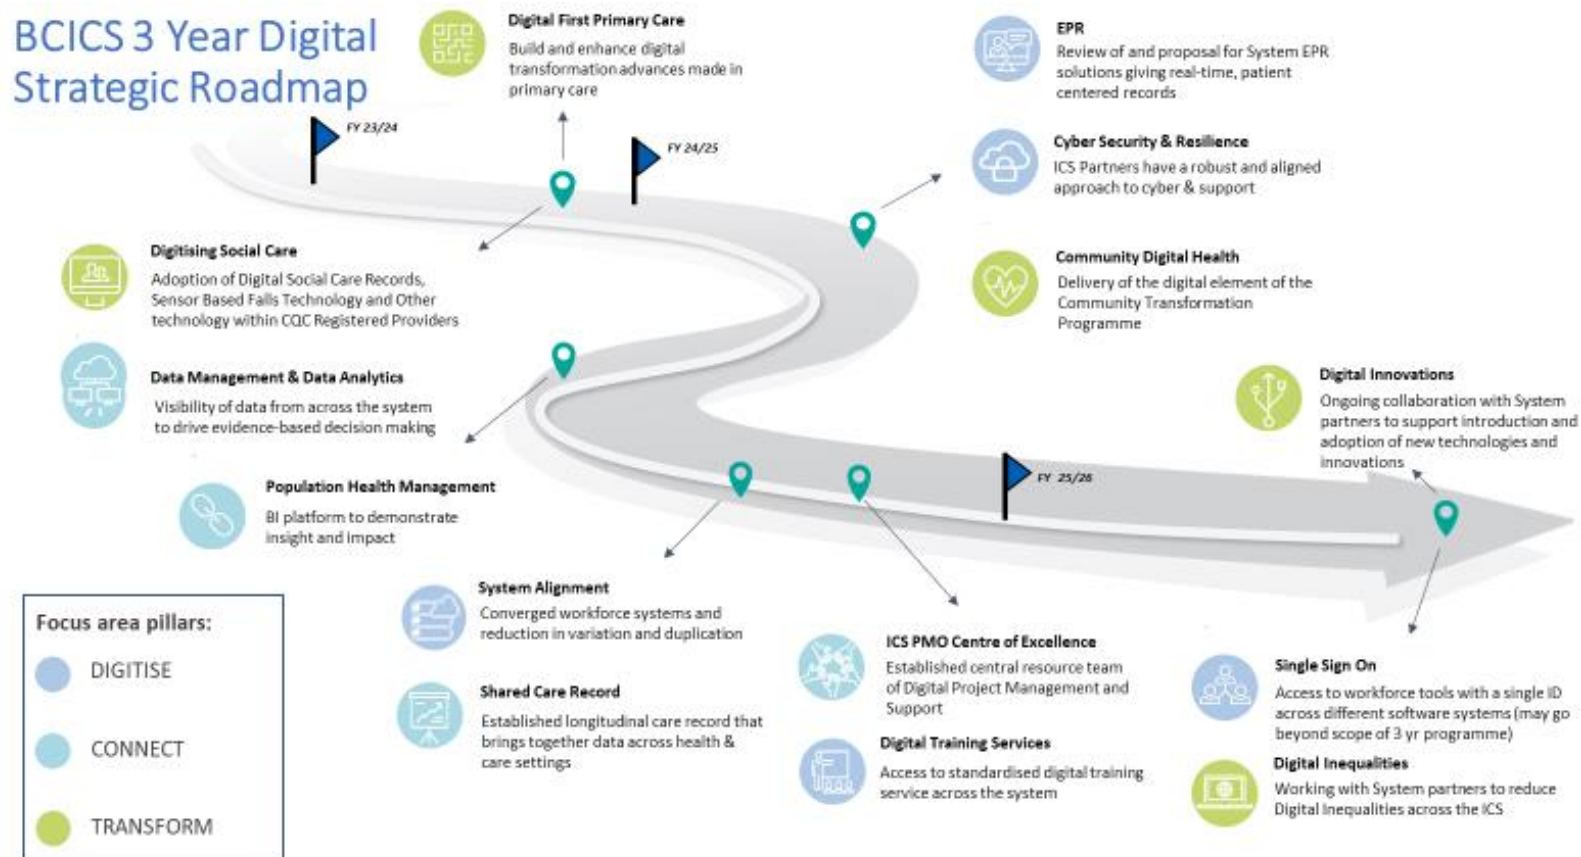 BCICS 3 Year Digital
Strategic Roadmap
Digital First Primary Care
Build and enhance digital
transformation advances made in
primary care
EPR
Review of and proposal for System EPR
solutions giving real-time, patient
centered records
FY 23/24
FY 24/25
Cyber Security & Resilience
ICS Partners have a robust and aligned
approach to cyber & support
Digitising Social Care
Adoption of Digital Social Care Records,
Sensor Based Falls Technology and Other
technology within CQC Registered Providers
Community Digital Health
Delivery of the digital element of the
Community Transformation
Programme
Data Management & Data Analytics
Visibility of data from across the system
to drive evidence-based decision making
Digital Innovations
Ongoing collaboration with System
partners to support introduction and
adoption of new technologies and
innovations
Population Health Management
BI platform to demonstrate
insight and impact
FY 25/26
System Alignment
Converged workforce systems and
reduction in variation and duplication
Shared Care Record
Established longitudinal care record that
brings together data across health &
care settings
ICS PMO Centre of Excellence
Established central resource team
of Digital Project Management and
Support
Digital Training Services
Access to standardised digital training
service across the system
Single Sign On
Access to workforce tools with a single ID
across different software systems (may go
beyond scope of 3 yr programme)
Digital Inequalities
Working with System partners to reduce
Digital Inequalities across the ICS
Focus area pillars:
DIGITISE
CONNECT
TRANSFORM